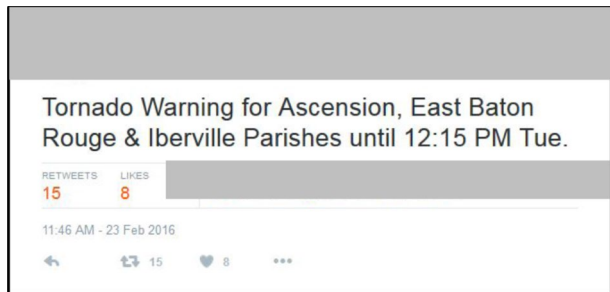 Tornado Warning for Ascension, East Baton
Rouge & Iberville Parishes until 12:15 PM Tue.
RETWEETS LIKES
15 8
11:46 AM - 23 Feb 2016
15 8